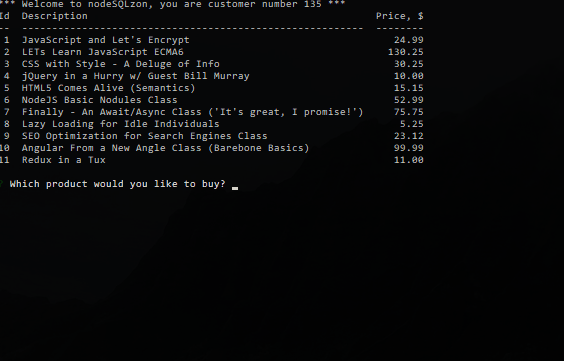 *** Welcome to nodeSQLzon, you are customer number 135 ***
Id Description Price, $
-- --------------------------------------------------------- --------
1 JavaScript and Let's Encrypt 24.99
2 LETs Learn JavaScript ECMA6 130.25
3 CSS with Style - A Deluge of Info 30.25
4 jQuery in a Hurry w/ Guest Bill Murray 10.00
5 HTML5 Comes Alive (Semantics) 15.15
6 NodeJS Basic Nodules Class 52.99
7 Finally - An Await/Async Class ('It's great, I promise!') 75.75
8 Lazy Loading for Idle Individuals 5.25
9 SEO Optimization for Search Engines Class 23.12
10 Angular From a New Angle Class (Barebone Basics) 99.99
11 Redux in a Tux 11.00
Which product would you like to buy? _